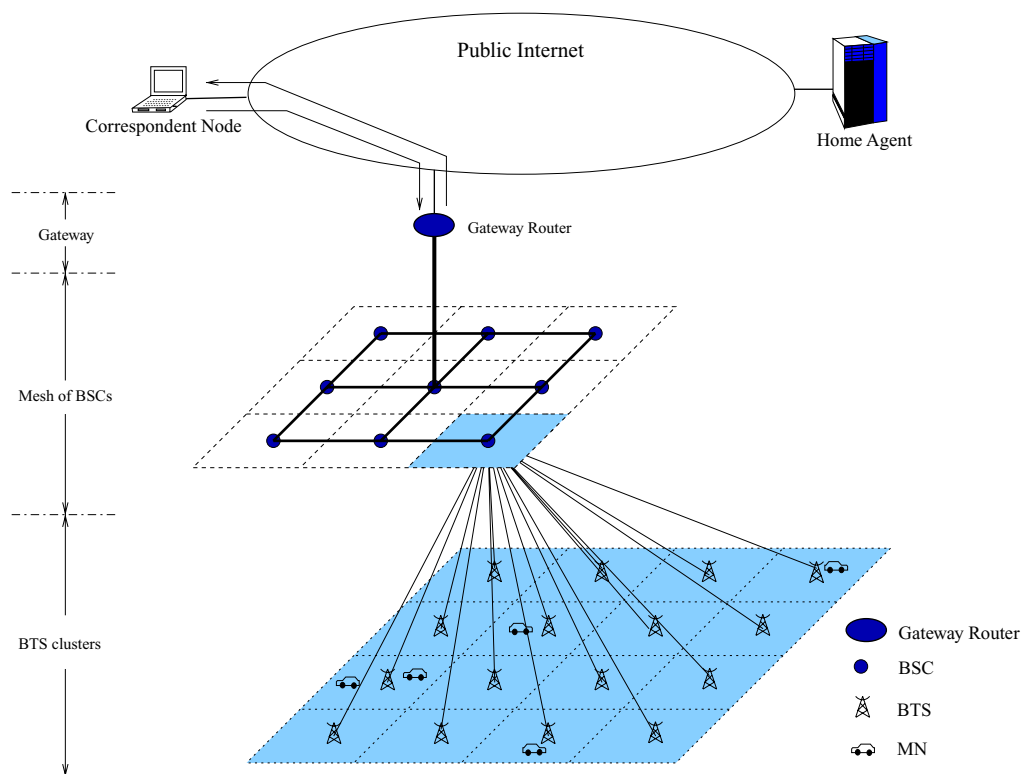 Public Internet
Correspondent Node
Home Agent
Gateway
Gateway Router
Mesh of BSCs
BTS clusters
Gateway Router
BSC
BTS
MN